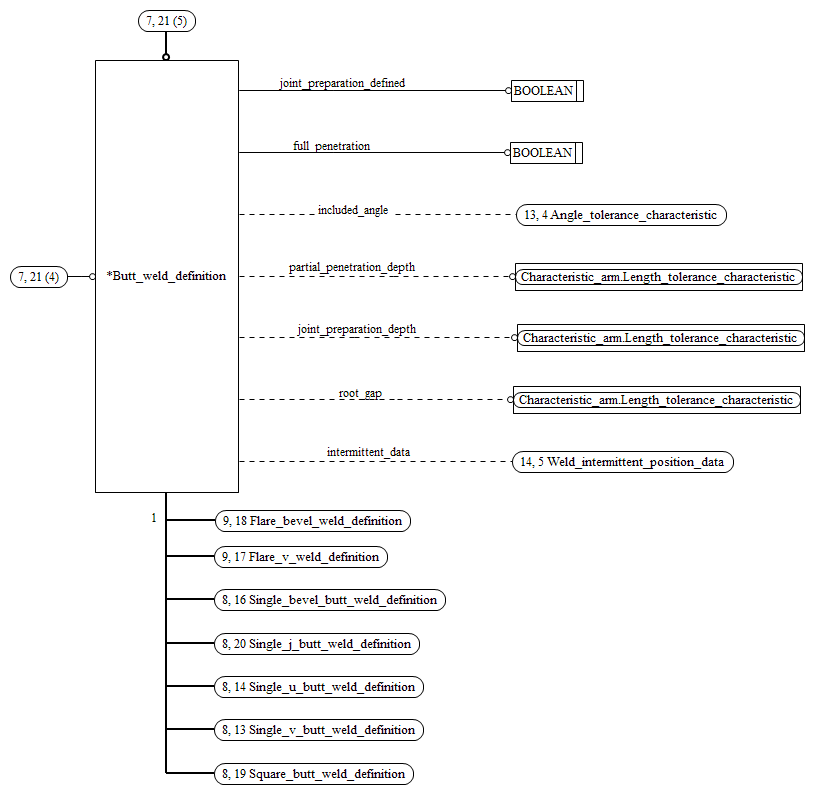 7, 21 (5)
joint_preparation_defined
BOOLEAN
full_penetration
BOOLEAN
included_angle
13, 4 Angle_tolerance_characteristic
7, 21 (4)
*Butt_weld_definition
partial_penetration_depth
Characteristic_arm.Length_tolerance_characteristic
joint_preparation_depth
Characteristic_arm.Length_tolerance_characteristic
root_gap
Characteristic_arm.Length_tolerance_characteristic
intermittent_data
14, 5 Weld_intermittent_position_data
1
9, 18 Flare_bevel_weld_definition
9, 17 Flare_v_weld_definition
8, 16 Single_bevel_butt_weld_definition
8, 20 Single_j_butt_weld_definition
8, 14 Single_u_butt_weld_definition
8, 13 Single_v_butt_weld_definition
8, 19 Square_butt_weld_definition